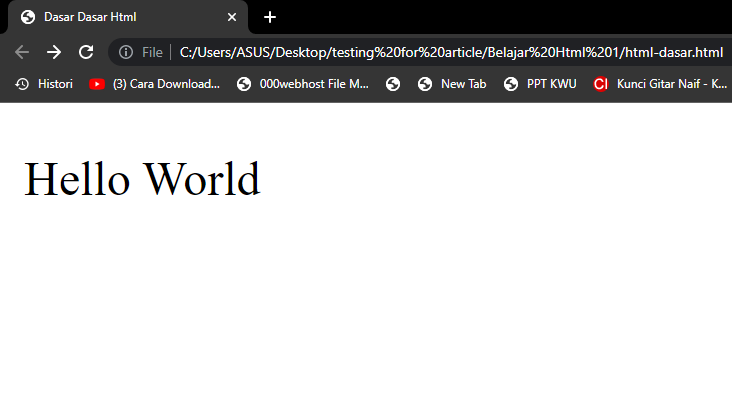 Dasar Dasar Html
File C:/Users/ASUS/Desktop/testing%20for%20article/Belajar%20Html%201/html-dasar.html
Histori (3) Cara Download... 000webhost File M... New Tab PPT KWU CI Kunci Gitar Naif - K...
Hello World